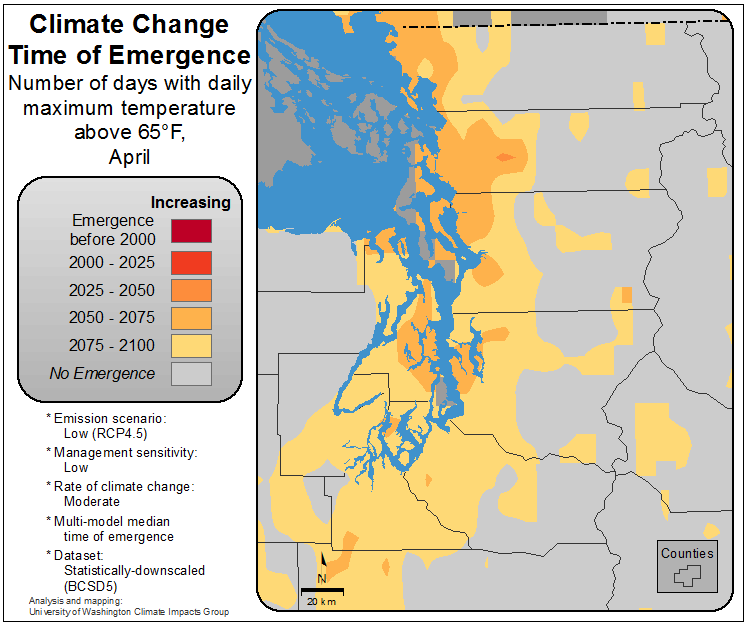 Climate Change
Time of Emergence
Number of days with daily
maximum temperature
above 65°F,
April
Increasing
Emergence
before 2000
2000 - 2025
2025 - 2050
2050 - 2075
2075 - 2100
No Emergence
* Emission scenario:
Low (RCP4.5)
* Management sensitivity:
Low
* Rate of climate change:
Moderate
* Multi-model median
time of emergence
* Dataset:
Statistically-downscaled
(BCSD5)
Analysis and mapping:
University of Washington Climate Impacts Group
N
20 km
Counties